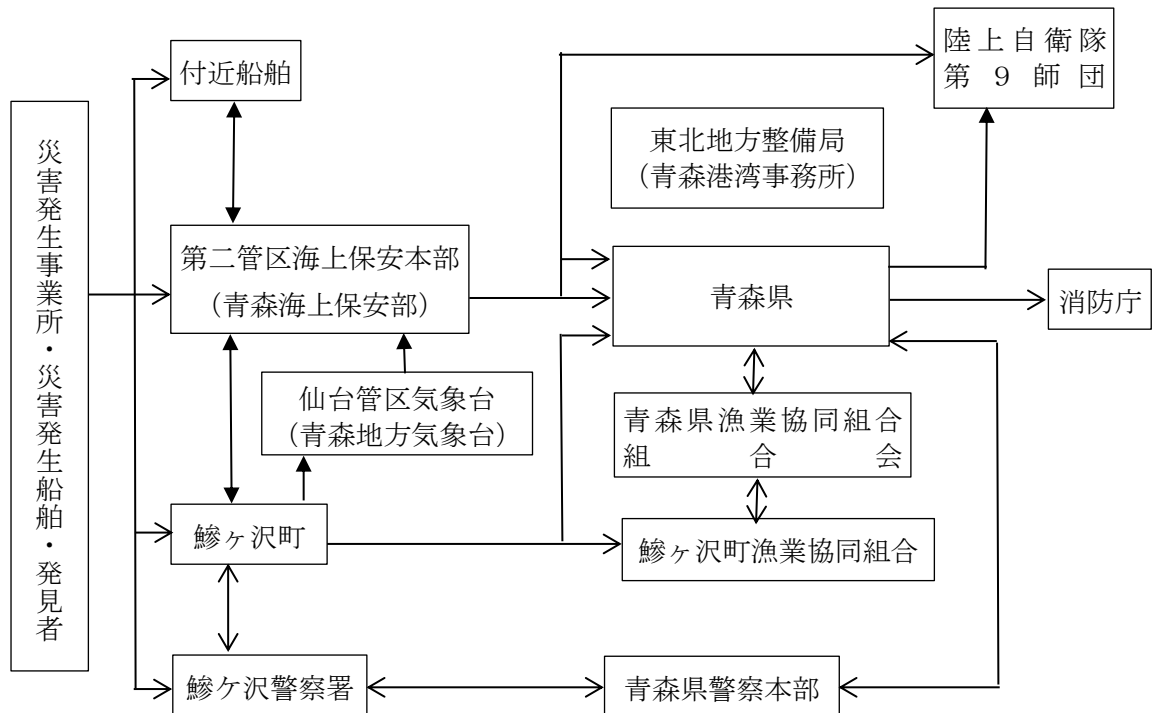 災害発生事業所・災害発生船舶・発見者
付近船舶
陸上自衛隊
第９師団
東北地方整備局
（青森港湾事務所）
第二管区海上保安本部
（青森海上保安部）
青森県
消防庁
仙台管区気象台
（青森地方気象台）
青森県漁業協同組合
組合会
鰺ヶ沢町
鰺ヶ沢町漁業協同組合
鰺ケ沢警察署
青森県警察本部